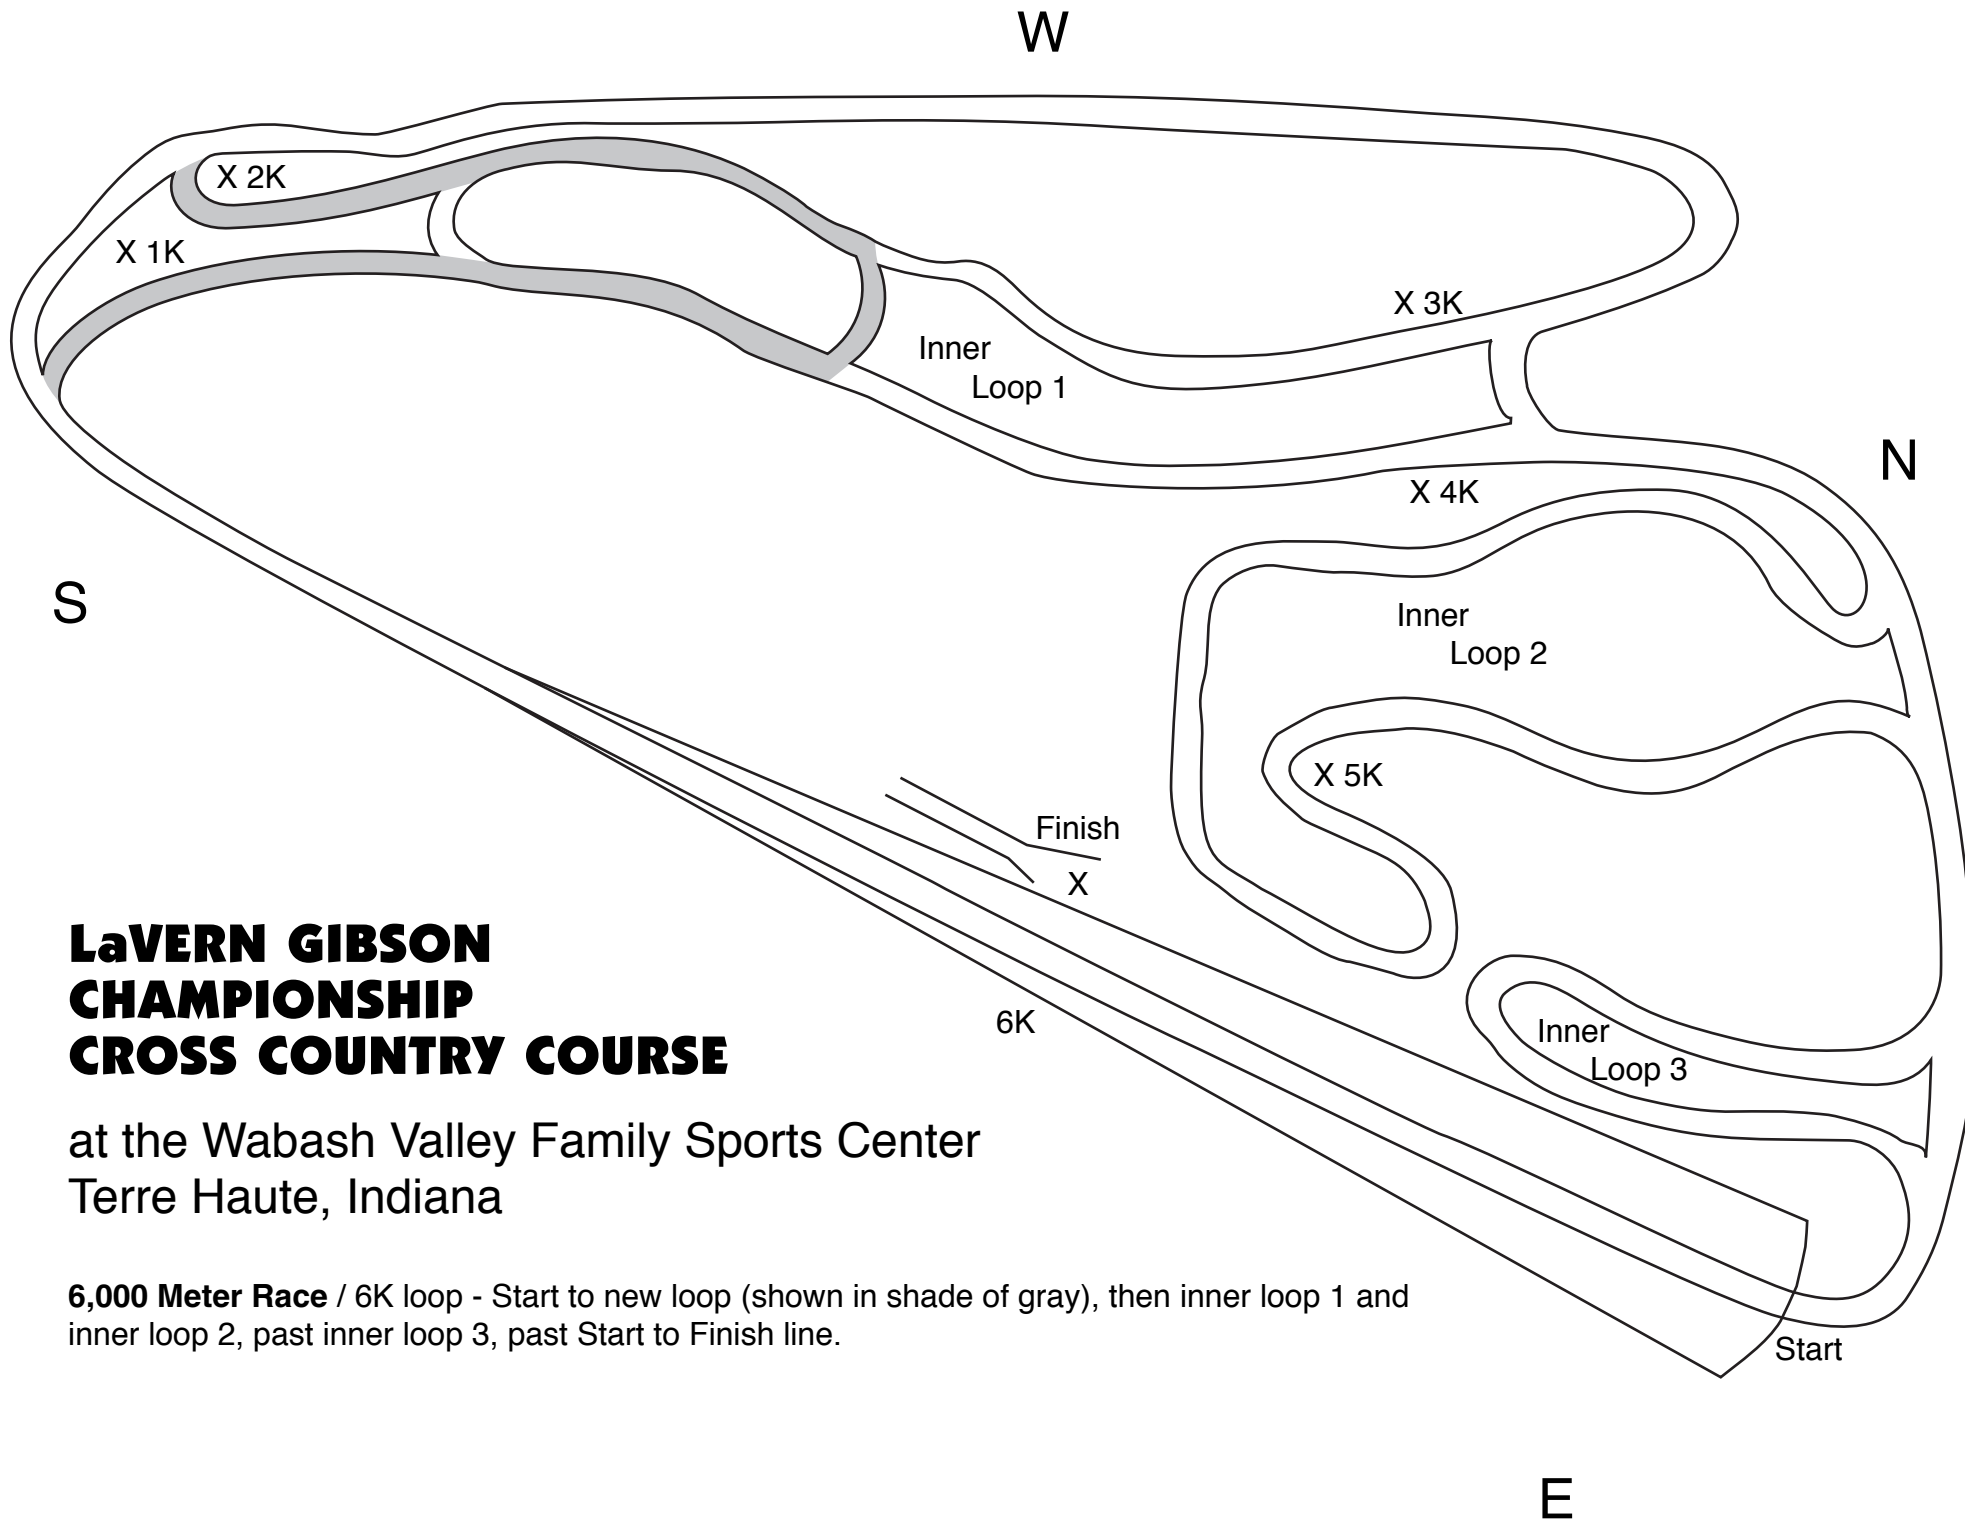 W
X 2K
X 1K
X 3K
Inner
Loop 1
N
X 4K
S
Inner
Loop 2
X 5K
Finish
X
6K
Inner
Loop 3
LaVERN GIBSON
CHAMPIONSHIP
CROSS COUNTRY COURSE
at the Wabash Valley Family Sports Center
Terre Haute, Indiana
6,000 Meter Race / 6K loop - Start to new loop (shown in shade of gray), then inner loop 1 and
inner loop 2, past inner loop 3, past Start to Finish line.
Start
E